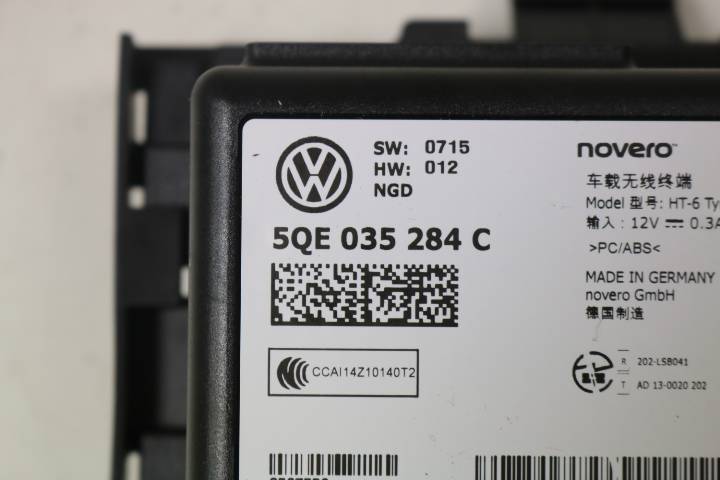 SW: 0715
HW: 012
NGD
5QE 035 284 C
CCAI14Z10140T2
novero™
车载无线终端
Model 型号: HT-6 Ty
输入: 12V 0.3A
>PC/ABS<
MADE IN GERMANY
novero GmbH
德国制造
R 202-LSB041
T AD 13-0020 202